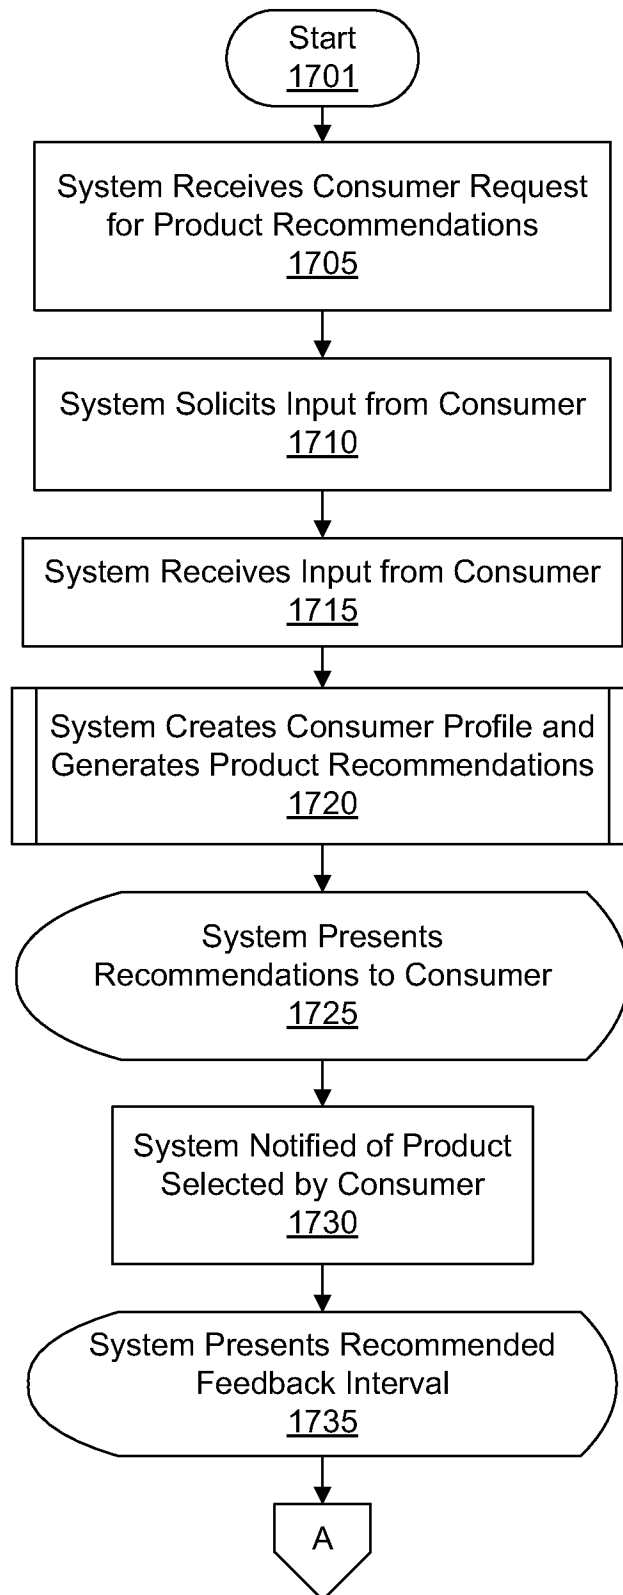 Start
1701
System Receives Consumer Request
for Product Recommendations
1705
System Solicits Input from Consumer
1710
System Receives Input from Consumer
1715
System Creates Consumer Profile and
Generates Product Recommendations
1720
System Presents
Recommendations to Consumer
1725
System Notified of Product
Selected by Consumer
1730
System Presents Recommended
Feedback Interval
1735
A